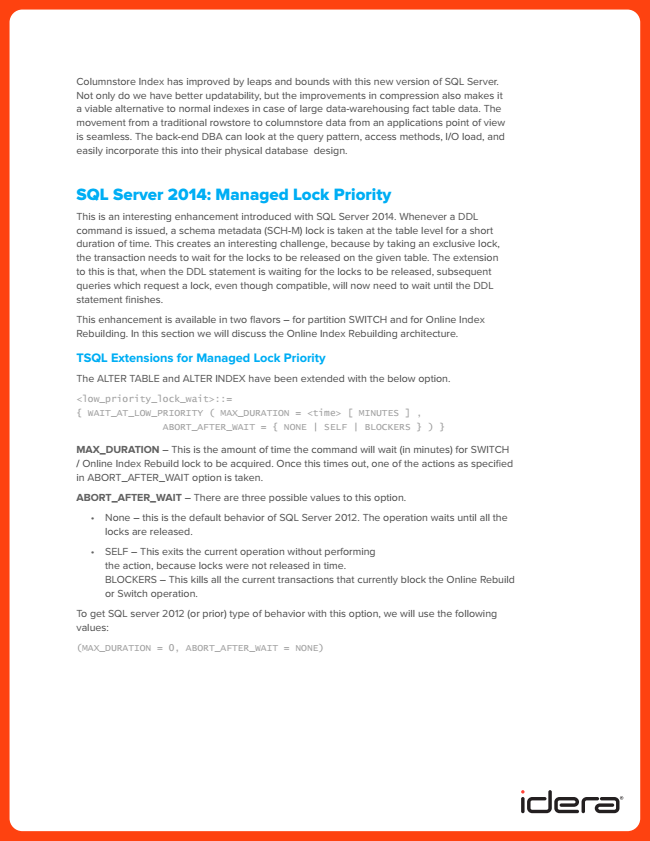 Columnstore Index has improved by leaps and bounds with this new version of SQL Server.
Not only do we have better updatability, but the improvements in compression also makes it
a viable alternative to normal indexes in case of large data-warehousing fact table data. The
movement from a traditional rowstore to columnstore data from an applications point of view
is seamless. The back-end DBA can look at the query pattern, access methods, I/O load, and
easily incorporate this into their physical database design.
SQL Server 2014: Managed Lock Priority
This is an interesting enhancement introduced with SQL Server 2014. Whenever a DDL
command is issued, a schema metadata (SCH-M) lock is taken at the table level for a short
duration of time. This creates an interesting challenge, because by taking an exclusive lock,
the transaction needs to wait for the locks to be released on the given table. The extension
to this is that, when the DDL statement is waiting for the locks to be released, subsequent
queries which request a lock, even though compatible, will now need to wait until the DDL
statement finishes.
This enhancement is available in two flavors – for partition SWITCH and for Online Index
Rebuilding. In this section we will discuss the Online Index Rebuilding architecture.
TSQL Extensions for Managed Lock Priority
The ALTER TABLE and ALTER INDEX have been extended with the below option.
<low_priority_lock_wait>::=
{ WAIT_AT_LOW_PRIORITY ( MAX_DURATION = <time> [ MINUTES ] ,
ABORT_AFTER_WAIT = { NONE | SELF | BLOCKERS } ) }
MAX_DURATION – This is the amount of time the command will wait (in minutes) for SWITCH
/ Online Index Rebuild lock to be acquired. Once this times out, one of the actions as specified
in ABORT_AFTER_WAIT option is taken.
ABORT_AFTER_WAIT – There are three possible values to this option.
• None – this is the default behavior of SQL Server 2012. The operation waits until all the
locks are released.
• SELF – This exits the current operation without performing
the action, because locks were not released in time.
BLOCKERS – This kills all the current transactions that currently block the Online Rebuild
or Switch operation.
To get SQL server 2012 (or prior) type of behavior with this option, we will use the following
values:
(MAX_DURATION = 0, ABORT_AFTER_WAIT = NONE)
idera®